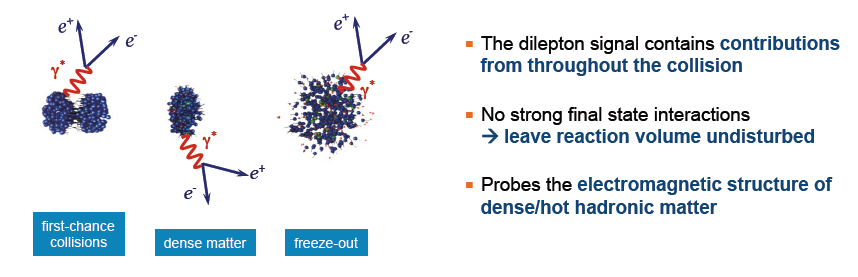 e⁺
e⁻
γ*
e⁺
e⁻
γ*
γ*
e⁺
e⁻
first-chance
collisions
dense matter
freeze-out
▪ The dilepton signal contains contributions
from throughout the collision
▪ No strong final state interactions
→ leave reaction volume undisturbed
▪ Probes the electromagnetic structure of
dense/hot hadronic matter